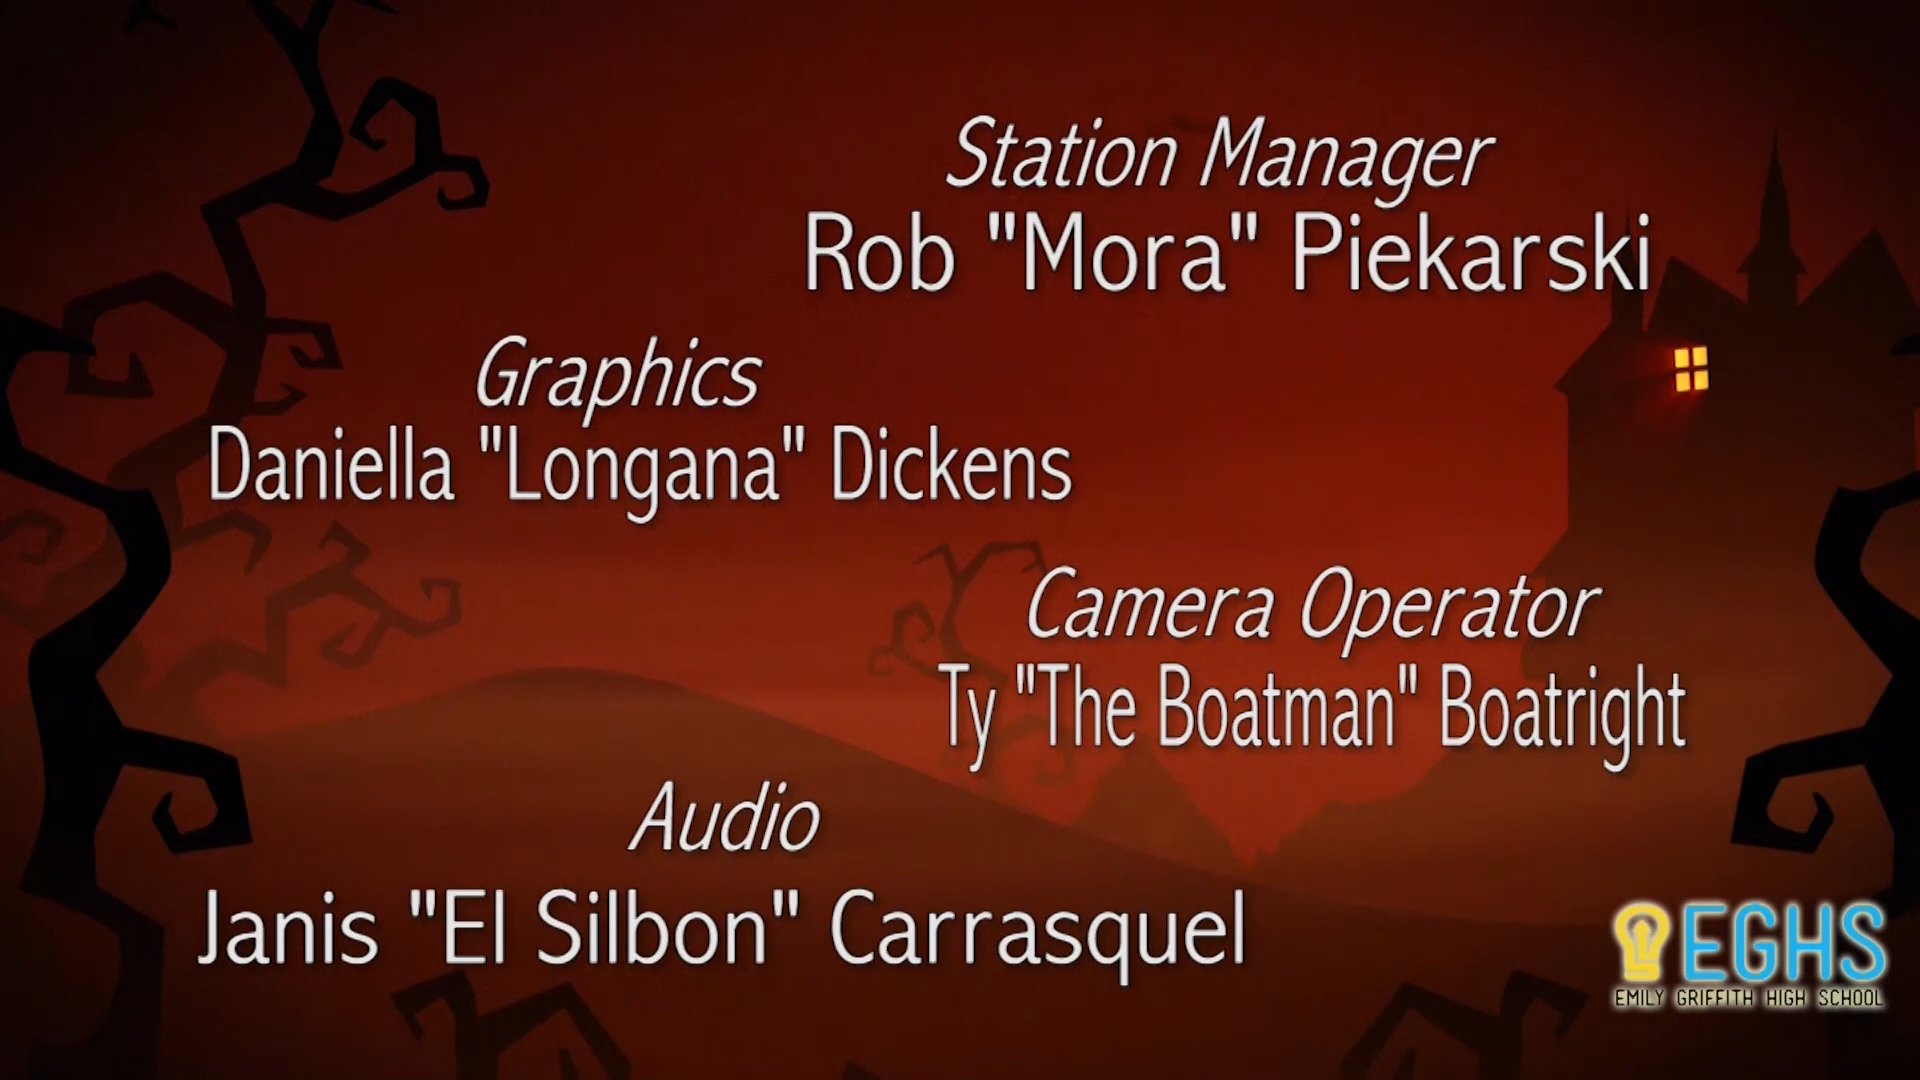 Station Manager
Rob "Mora" Piekarski
Graphics
Daniella "Longana" Dickens
Camera Operator
Ty "The Boatman" Boatright
Audio
Janis "El Silbon" Carrasquel
EGHS
EMILY GRIFFITH HIGH SCHOOL